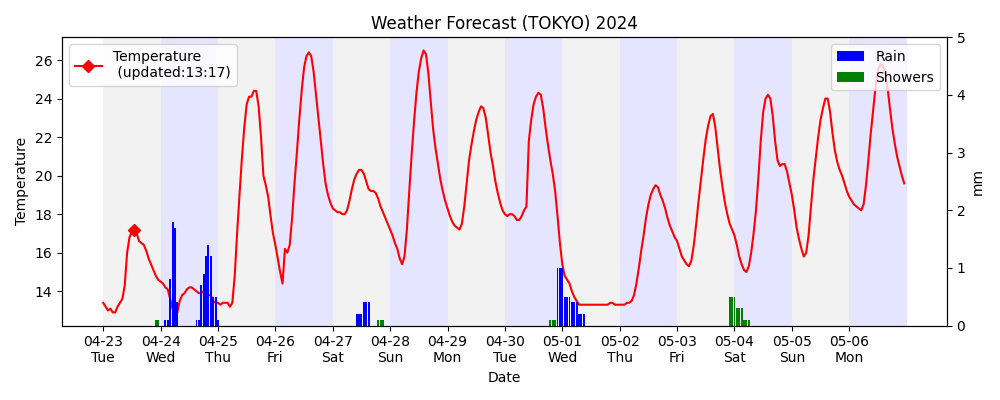 Weather Forecast (TOKYO) 2024
Temperature
(updated:13:17)
Rain
Showers
26
24
22
20
18
16
14
Temperature
5
4
3
2
1
0
mm
04-23 04-24 04-25 04-26 04-27 04-28 04-29 04-30 05-01 05-02 05-03 05-04 05-05 05-06
Tue Wed Thu Fri Sat Sun Mon Tue Wed Thu Fri Sat Sun Mon
Date